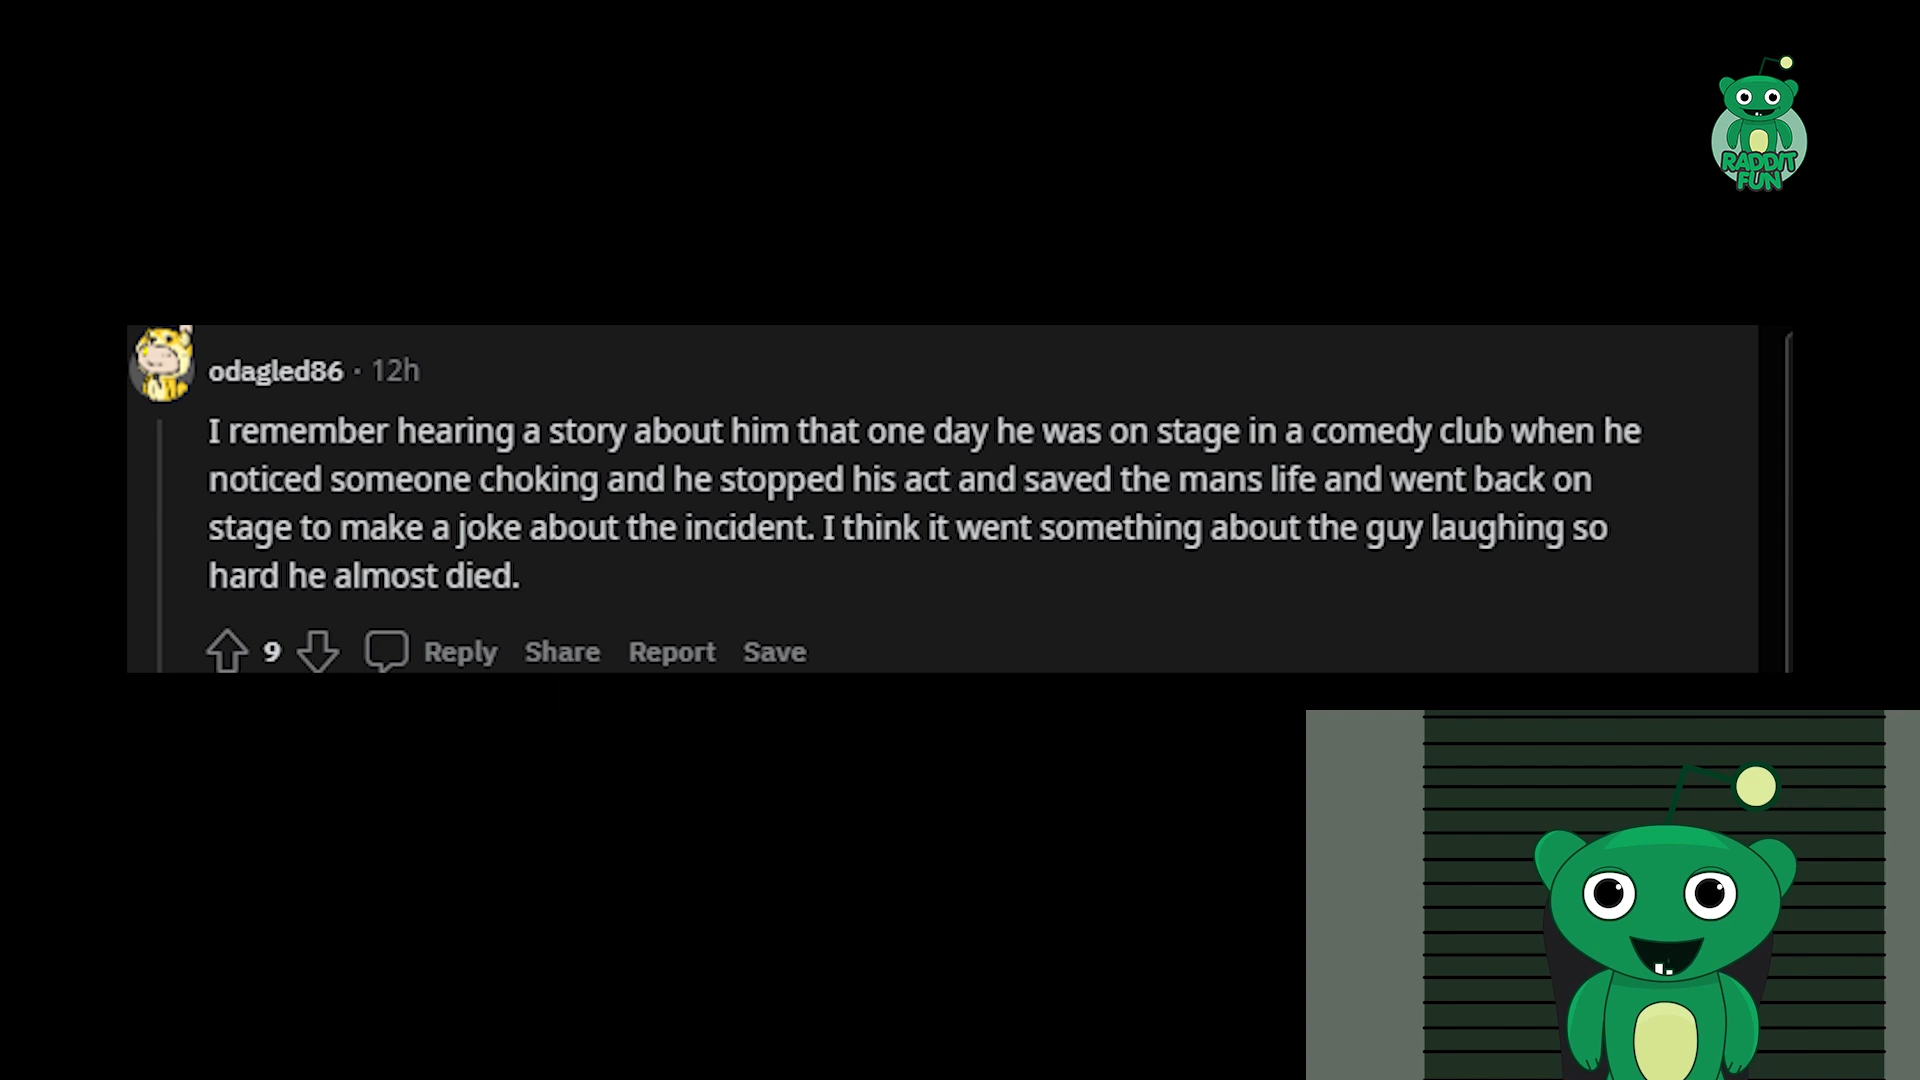 RADDIT
FUN
odagled86 · 12h
I remember hearing a story about him that one day he was on stage in a comedy club when he
noticed someone choking and he stopped his act and saved the mans life and went back on
stage to make a joke about the incident. I think it went something about the guy laughing so
hard he almost died.
9 Reply Share Report Save